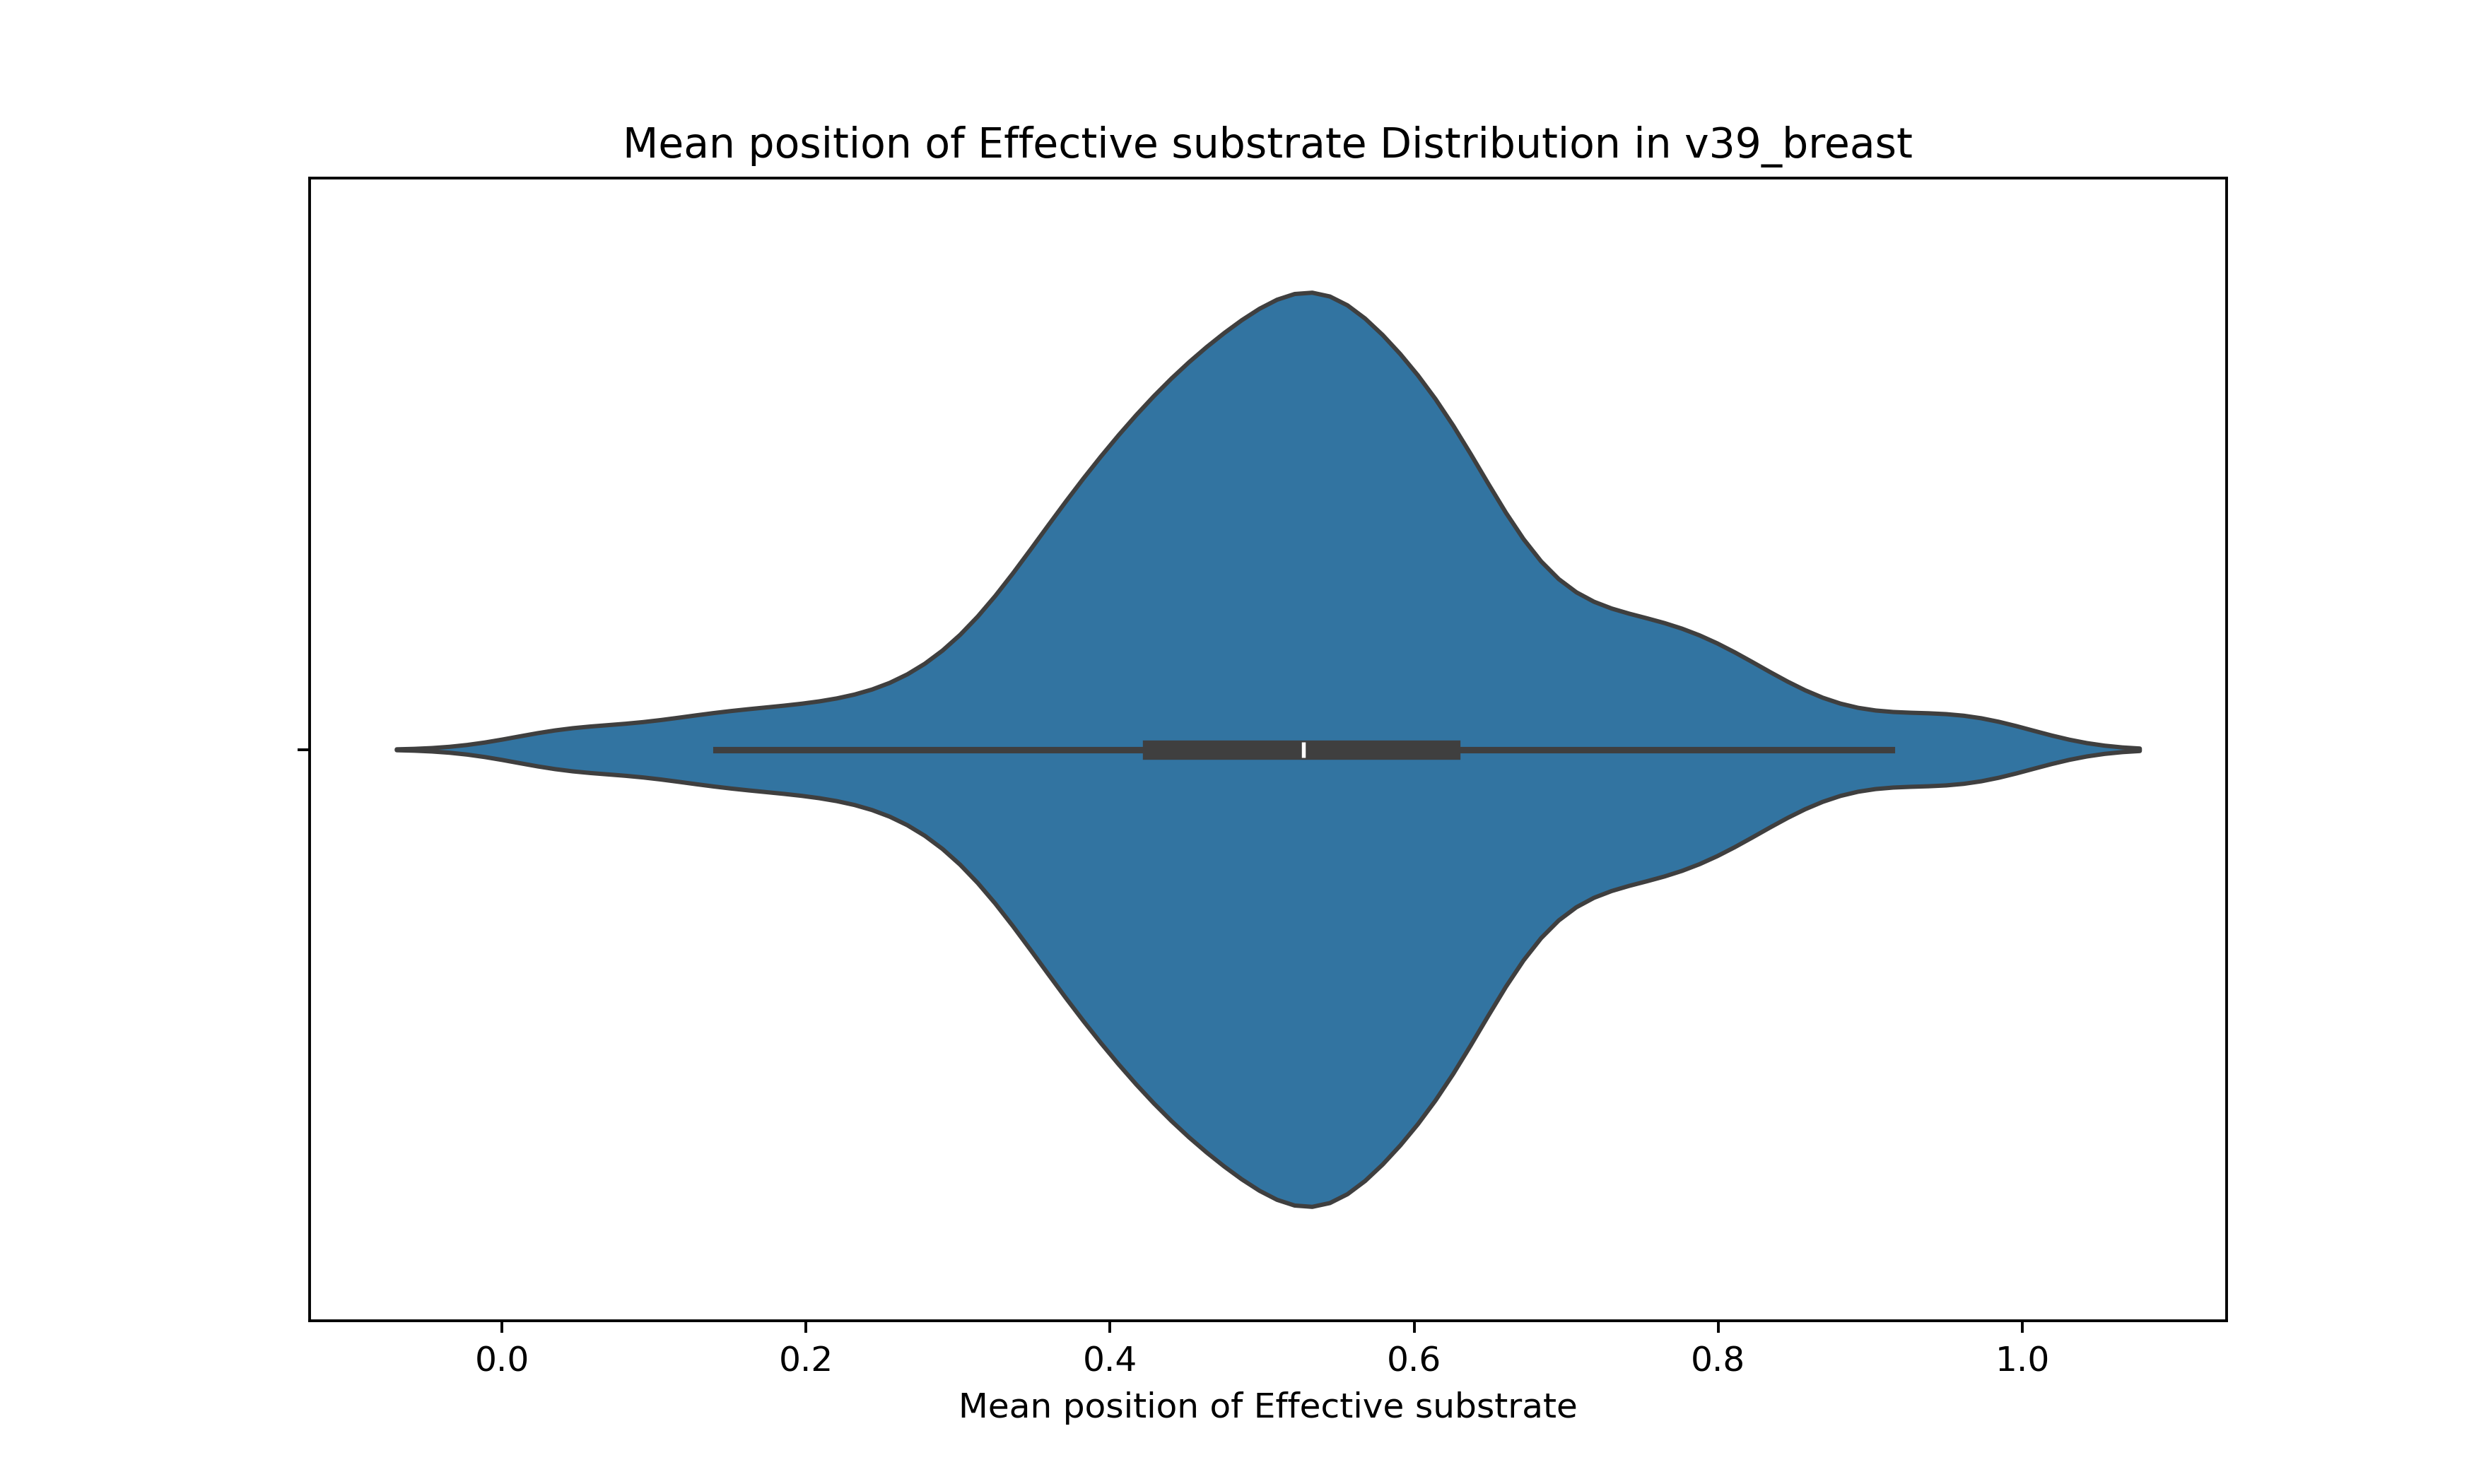 Mean position of Effective substrate Distribution in v39_breast
0.0 0.2 0.4 0.6 0.8 1.0
Mean position of Effective substrate